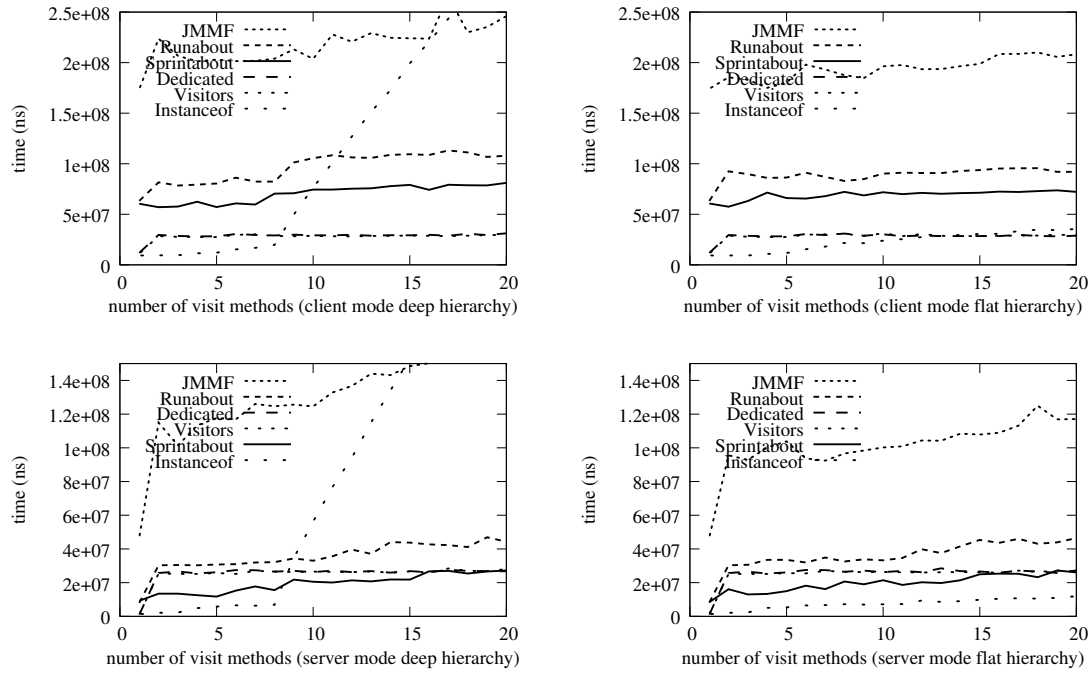 2.5e+08
2e+08
1.5e+08
1e+08
5e+07
0
time (ns)
JMMF
Runabout
Sprintabout
Dedicated
Visitors
Instanceof
0 5 10 15 20
number of visit methods (client mode deep hierarchy)
2.5e+08
2e+08
1.5e+08
1e+08
5e+07
0
time (ns)
JMMF
Runabout
Sprintabout
Dedicated
Visitors
Instanceof
0 5 10 15 20
number of visit methods (client mode flat hierarchy)
1.4e+08
1.2e+08
1e+08
8e+07
6e+07
4e+07
2e+07
0
time (ns)
JMMF
Runabout
Dedicated
Visitors
Sprintabout
Instanceof
0 5 10 15 20
number of visit methods (server mode deep hierarchy)
1.4e+08
1.2e+08
1e+08
8e+07
6e+07
4e+07
2e+07
0
time (ns)
JMMF
Runabout
Dedicated
Visitors
Sprintabout
Instanceof
0 5 10 15 20
number of visit methods (server mode flat hierarchy)